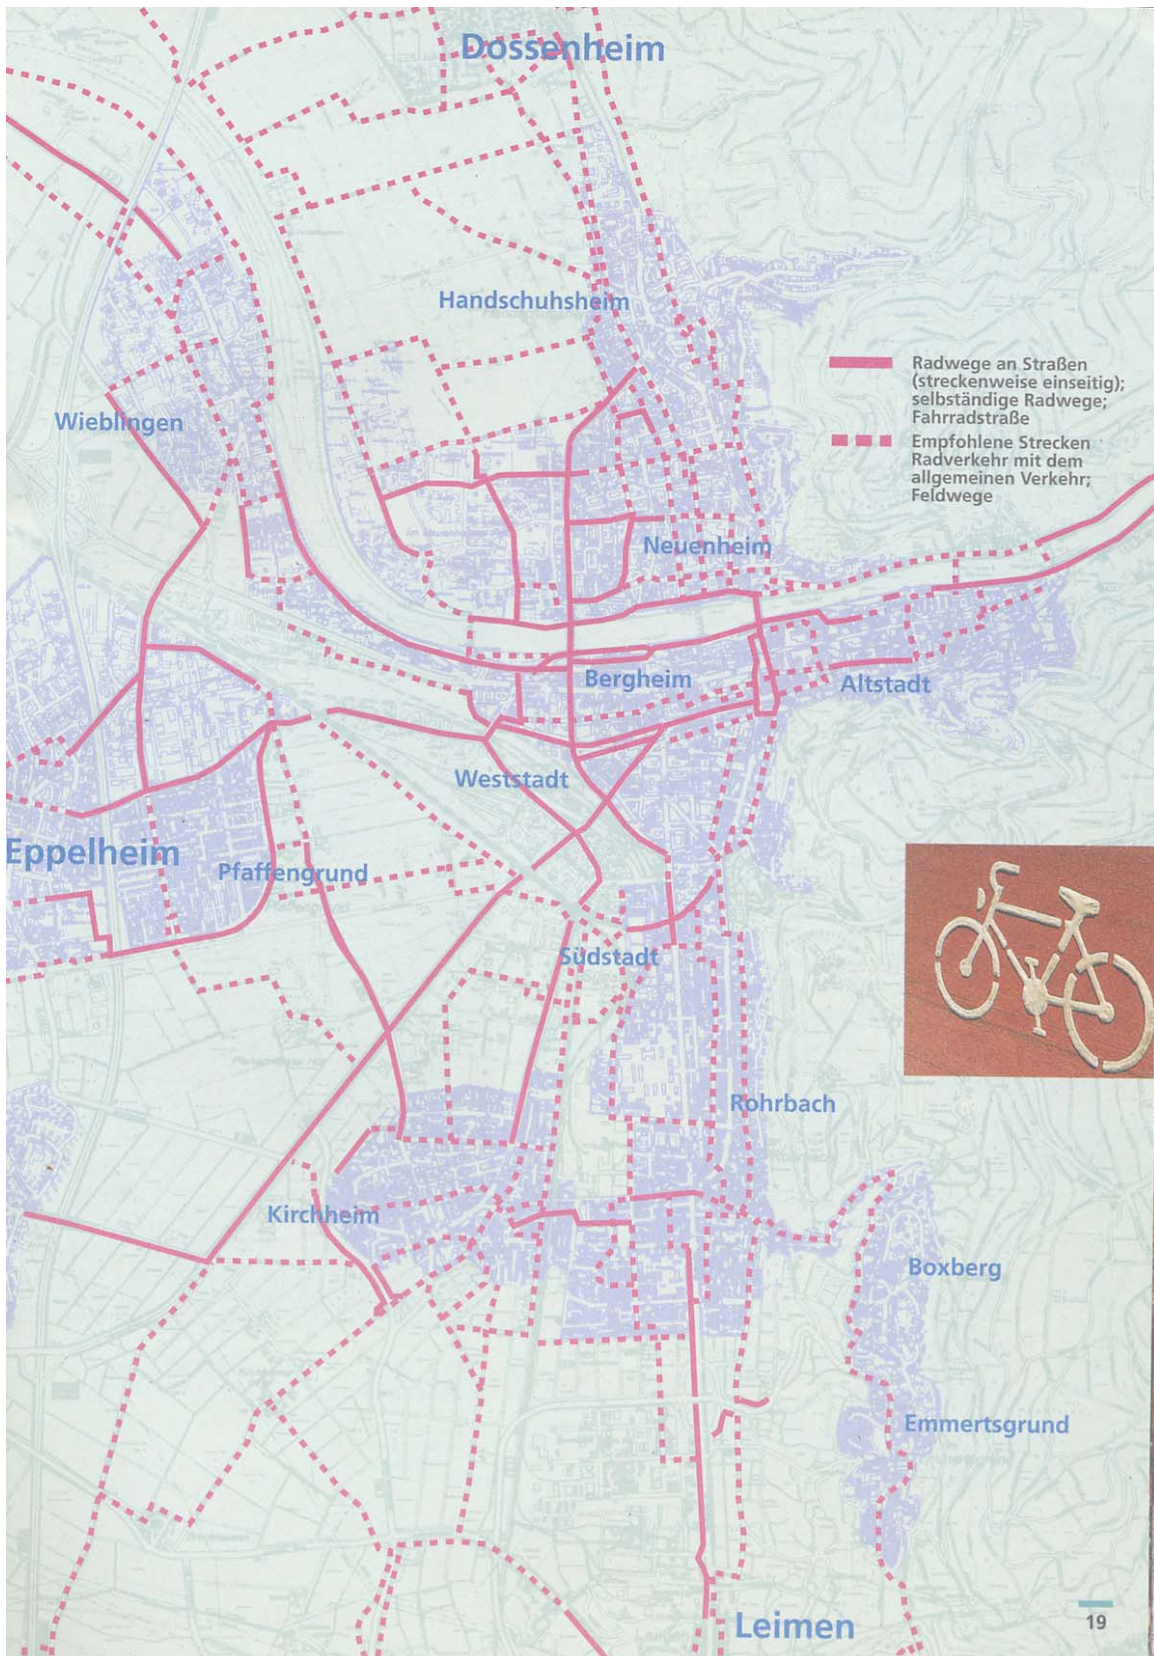 Dossenheim
Handschuhsheim
Radwege an Straßen
(streckenweise einseitig);
selbständige Radwege;
Fahrradstraße
Wieblingen
Empfohlene Strecken
Radverkehr mit dem
allgemeinen Verkehr;
Feldwege
Neuenheim
Bergheim
Altstadt
Weststadt
Eppelheim
Pfaffengrund
Südstadt
Rohrbach
Kirchheim
Boxberg
Emmertsgrund
Leimen
19